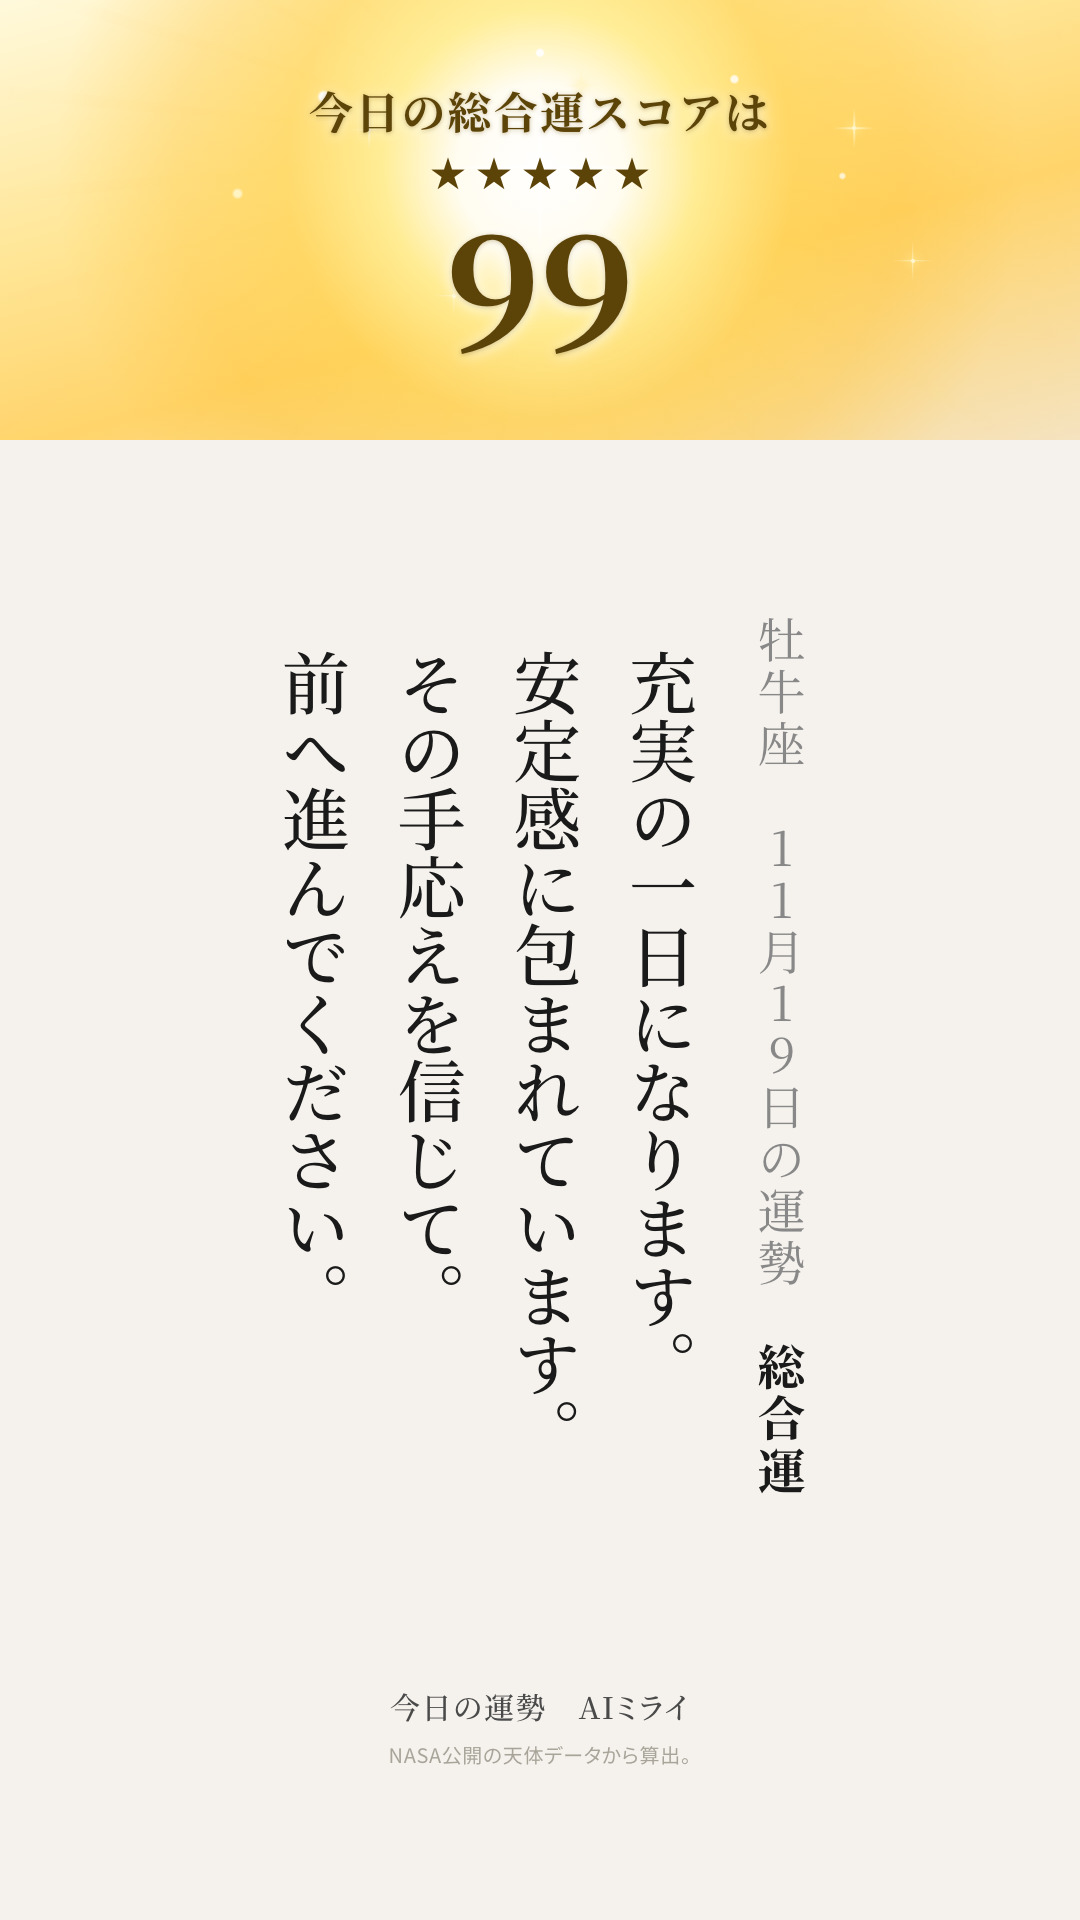 今日の総合運スコアは
★★★★★
99
牡牛座　11月19日の運勢　総合運
充実の一日になります。
安定感に包まれています。
その手応えを信じて。
前へ進んでください。
今日の運勢　AIミライ
NASA公開の天体データから算出。